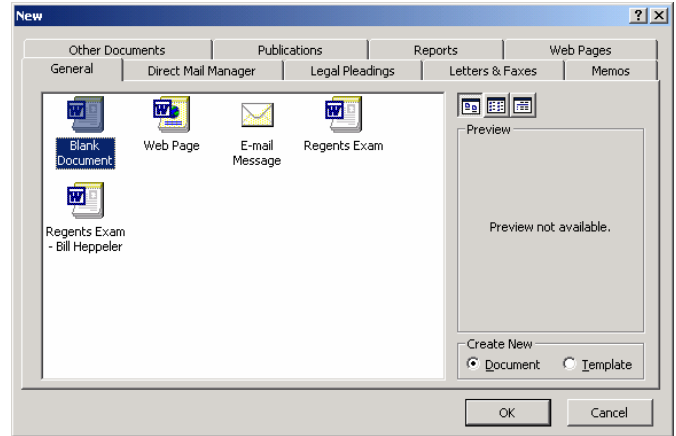 New
Other Documents Publications Reports Web Pages
General Direct Mail Manager Legal Pleadings Letters & Faxes Memos
Blank Document
Web Page
E-mail Message
Regents Exam
Regents Exam - Bill Heppeler
Preview
Preview not available.
Create New
Document Template
OK Cancel